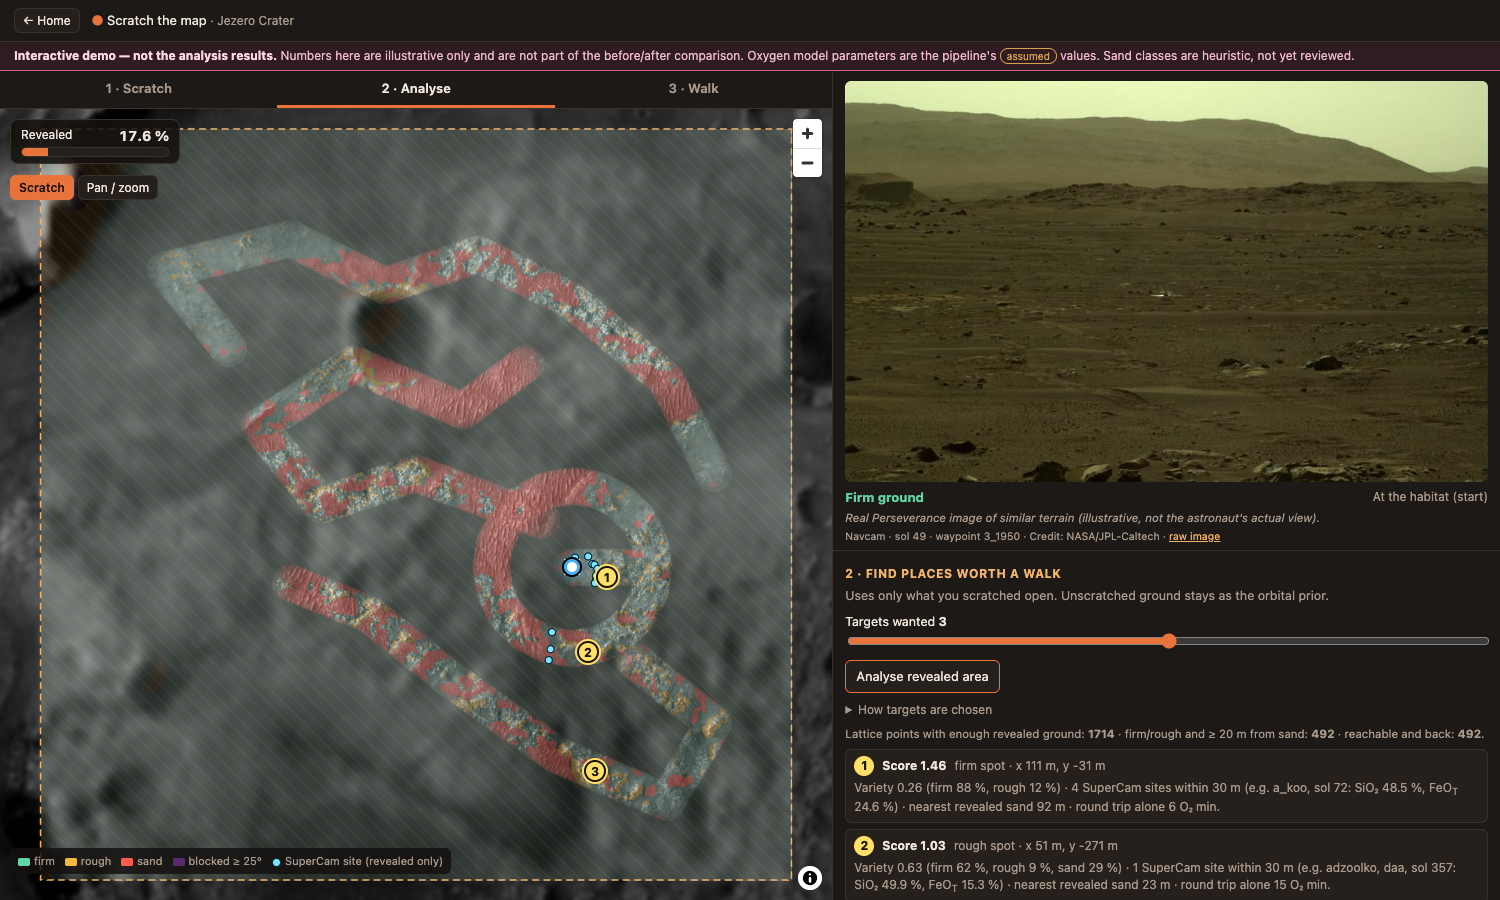 ← Home
Scratch the map · Jezero Crater
Interactive demo — not the analysis results. Numbers here are illustrative only and are not part of the before/after comparison. Oxygen model parameters are the pipeline's assumed values. Sand classes are heuristic, not yet reviewed.
1 · Scratch
2 · Analyse
3 · Walk
Revealed 17.6 %
Scratch
Pan / zoom
+
−
1
2
3
firm
rough
sand
blocked ≥ 25°
SuperCam site (revealed only)
Firm ground
At the habitat (start)
Real Perseverance image of similar terrain (illustrative, not the astronaut's actual view).
Navcam · sol 49 · waypoint 3_1950 · Credit: NASA/JPL-Caltech · raw image
2 · FIND PLACES WORTH A WALK
Uses only what you scratched open. Unscratched ground stays as the orbital prior.
Targets wanted 3
Analyse revealed area
▶ How targets are chosen
Lattice points with enough revealed ground: 1714 · firm/rough and ≥ 20 m from sand: 492 · reachable and back: 492.
1 Score 1.46 firm spot · x 111 m, y -31 m
Variety 0.26 (firm 88 %, rough 12 %) · 4 SuperCam sites within 30 m (e.g. a_koo, sol 72: SiO₂ 48.5 %, FeOT
24.6 %) · nearest revealed sand 92 m · round trip alone 6 O₂ min.
2 Score 1.03 rough spot · x 51 m, y -271 m
Variety 0.63 (firm 62 %, rough 9 %, sand 29 %) · 1 SuperCam site within 30 m (e.g. adzoolko, daa, sol 357:
SiO₂ 49.9 %, FeOT 15.3 %) · nearest revealed sand 23 m · round trip alone 15 O₂ min.